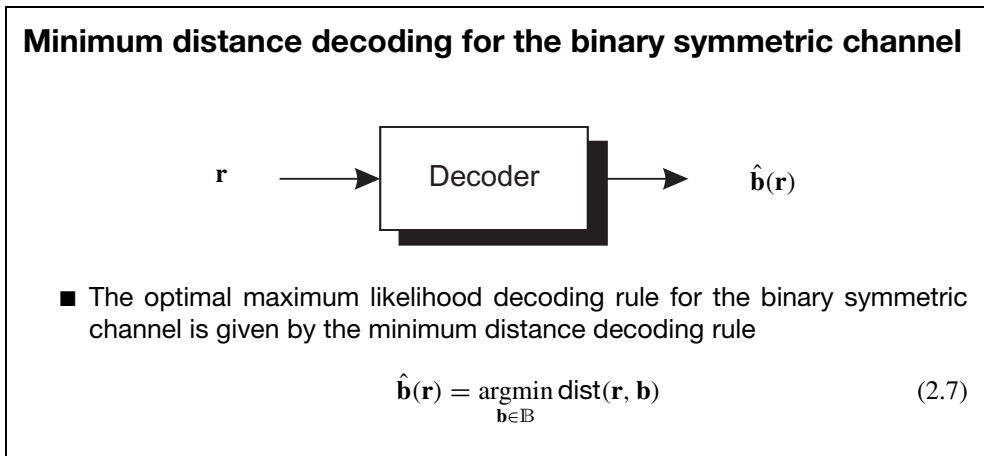 Minimum distance decoding for the binary symmetric channel
r
Decoder
b̂(r)
■ The optimal maximum likelihood decoding rule for the binary symmetric
channel is given by the minimum distance decoding rule
b̂(r) = argmin dist(r, b) (2.7)
b∈𝔹